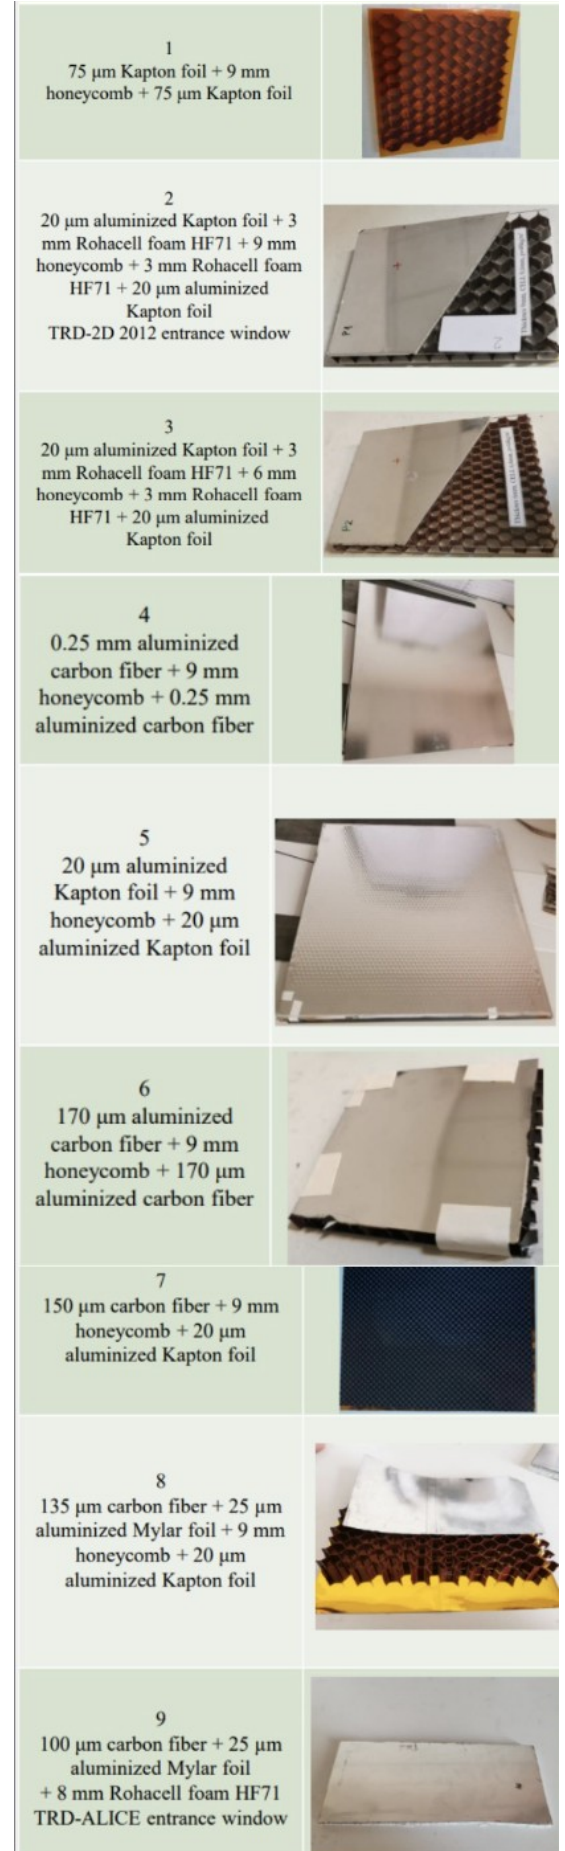 1
75 μm Kapton foil + 9 mm
honeycomb + 75 μm Kapton foil
2
20 μm aluminized Kapton foil + 3
mm Rohacell foam HF71 + 9 mm
honeycomb + 3 mm Rohacell foam
HF71 + 20 μm aluminized
Kapton foil
TRD-2D 2012 entrance window
P1
2
3
20 μm aluminized Kapton foil + 3
mm Rohacell foam HF71 + 6 mm
honeycomb + 3 mm Rohacell foam
HF71 + 20 μm aluminized
Kapton foil
P2
4
0.25 mm aluminized
carbon fiber + 9 mm
honeycomb + 0.25 mm
aluminized carbon fiber
5
20 μm aluminized
Kapton foil + 9 mm
honeycomb + 20 μm
aluminized Kapton foil
6
170 μm aluminized
carbon fiber + 9 mm
honeycomb + 170 μm
aluminized carbon fiber
7
150 μm carbon fiber + 9 mm
honeycomb + 20 μm
aluminized Kapton foil
8
135 μm carbon fiber + 25 μm
aluminized Mylar foil + 9 mm
honeycomb + 20 μm
aluminized Kapton foil
9
100 μm carbon fiber + 25 μm
aluminized Mylar foil
+ 8 mm Rohacell foam HF71
TRD-ALICE entrance window